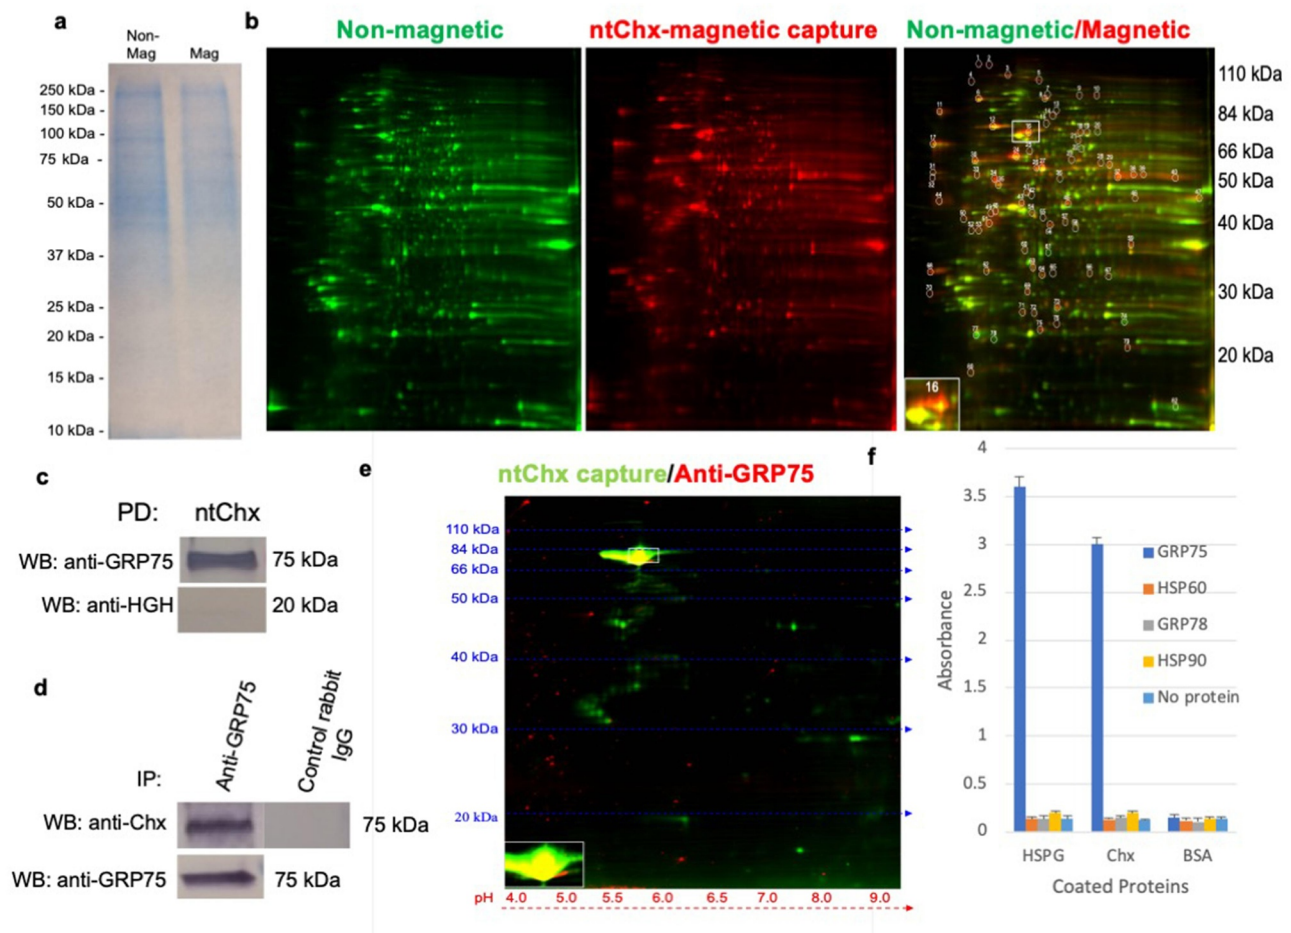 a
Non-
Mag
Mag
250 kDa -
150 kDa -
100 kDa -
75 kDa -
50 kDa -
37 kDa -
25 kDa -
20 kDa -
15 kDa -
10 kDa -
b
Non-magnetic
ntChx-magnetic capture
Non-magnetic/Magnetic
110 kDa
84 kDa
66 kDa
50 kDa
40 kDa
30 kDa
20 kDa
16
c
PD: ntChx
WB: anti-GRP75 75 kDa
WB: anti-HGH 20 kDa
d
IP:
Anti-GRP75
Control rabbit
IgG
WB: anti-Chx 75 kDa
WB: anti-GRP75 75 kDa
e
ntChx capture/Anti-GRP75
110 kDa
84 kDa
66 kDa
50 kDa
40 kDa
30 kDa
20 kDa
pH 4.0 5.0 5.5 6.0 6.5 7.0 8.0 9.0
f
Absorbance
4
3.5
3
2.5
2
1.5
1
0.5
0
GRP75
HSP60
GRP78
HSP90
No protein
HSPG Chx BSA
Coated Proteins